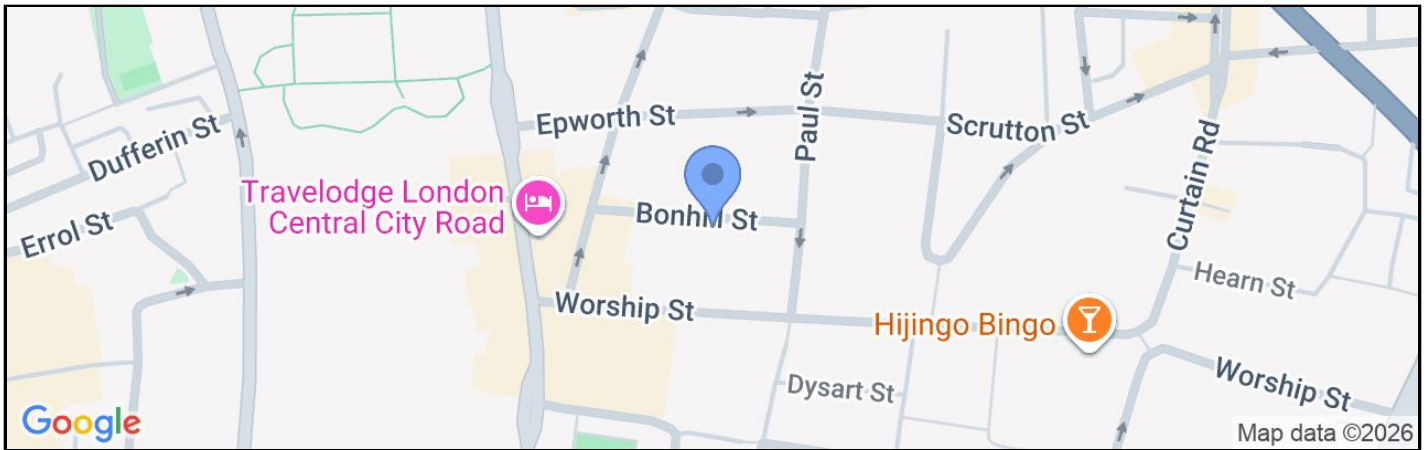 Dufferin St
Errol St
Travelodge London
Central City Road
Epworth St
Bonhill St
Worship St
Paul St
Scrutton St
Curtain Rd
Hearn St
Hijingo Bingo
Dysart St
Worship St
Google
Map data ©2026